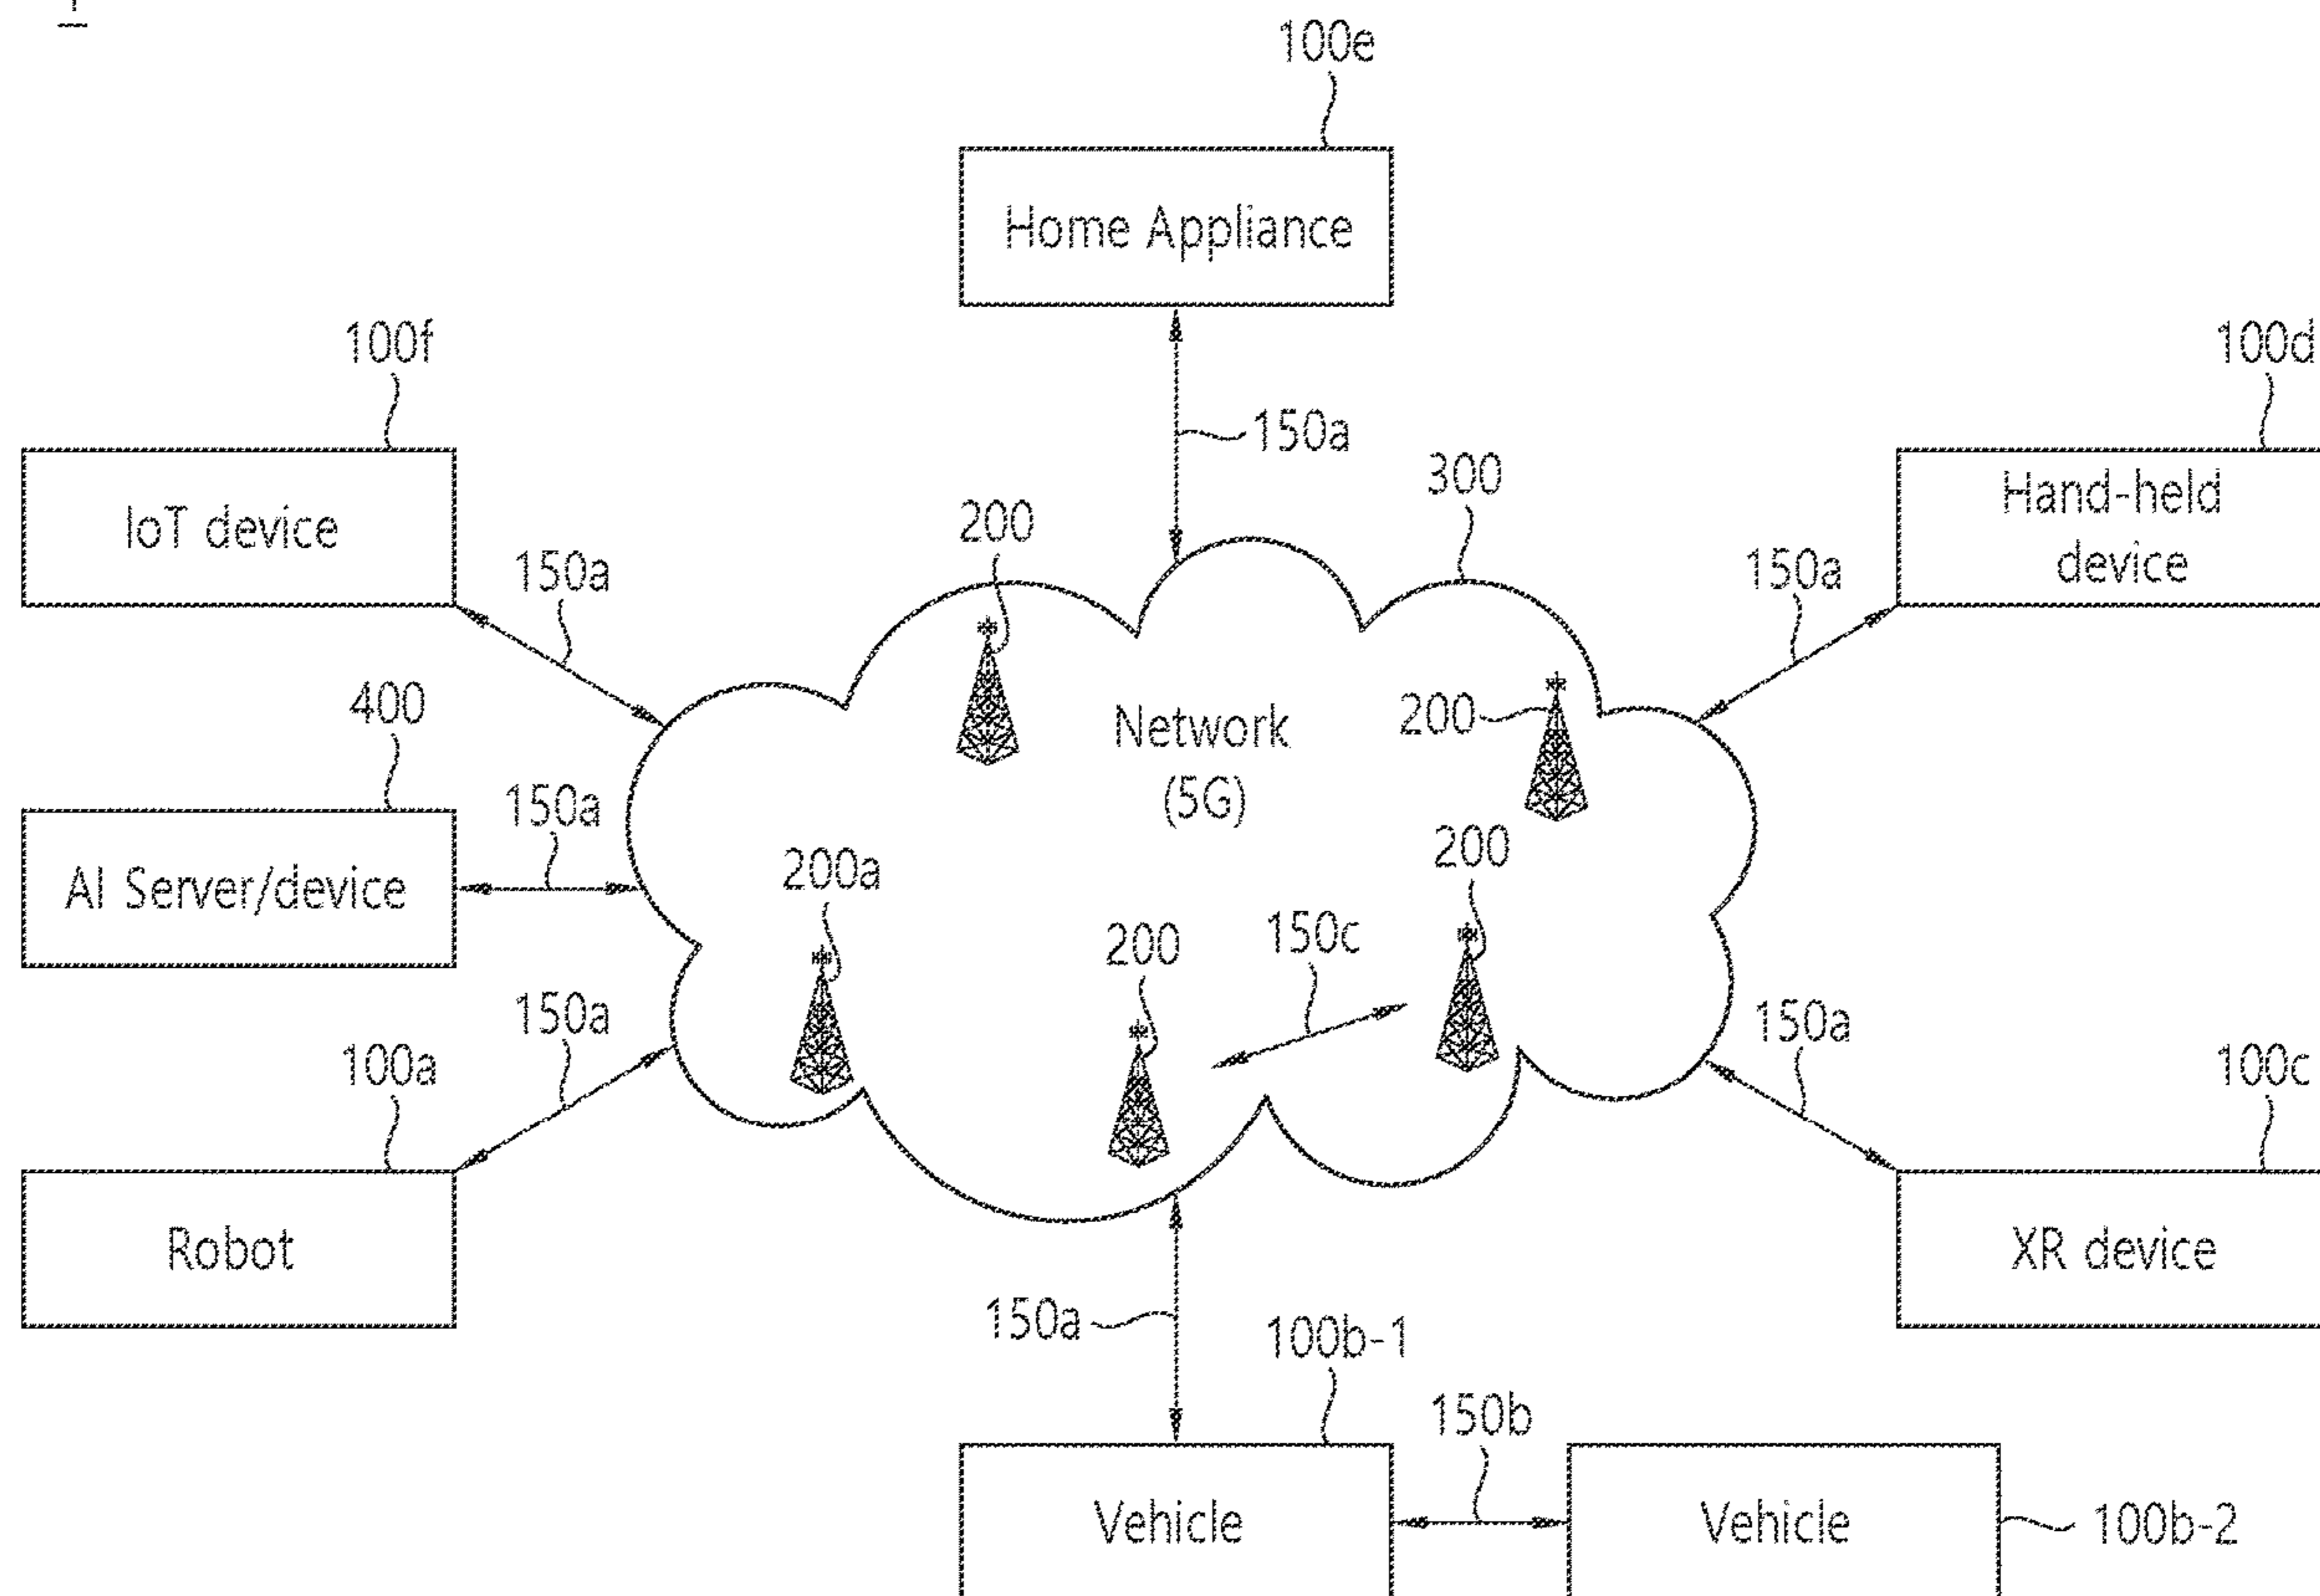 1
100e
Home Appliance
100f
100d
150a
300
IoT device
Hand-held
device
200
150a
150a
400
200
Network
(5G)
150a
AI Server/device
200a
200
200
150c
150a
150a
100a
100c
Robot
XR device
150a
100b-1
150b
Vehicle
Vehicle
100b-2